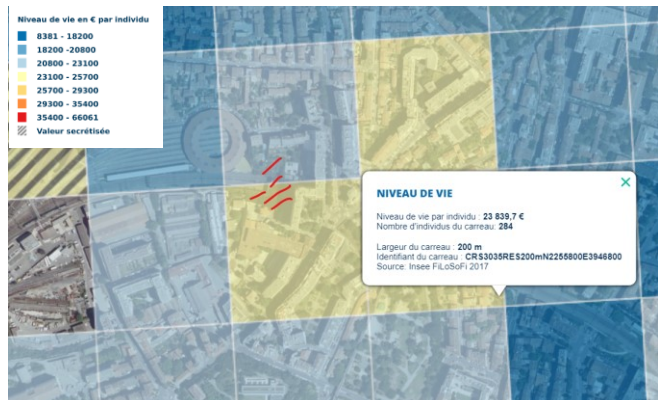 Niveau de vie en € par individu
8381 - 18200
18200 -20800
20800 - 23100
23100 - 25700
25700 - 29300
29300 - 35400
35400 - 66061
Valeur secrétisée
NIVEAU DE VIE
Niveau de vie par individu : 23 839,7 €
Nombre d'individus du carreau: 284
Largeur du carreau : 200 m
Identifiant du carreau : CRS3035RES200mN2255800E3946800
Source: Insee FiLoSoFi 2017